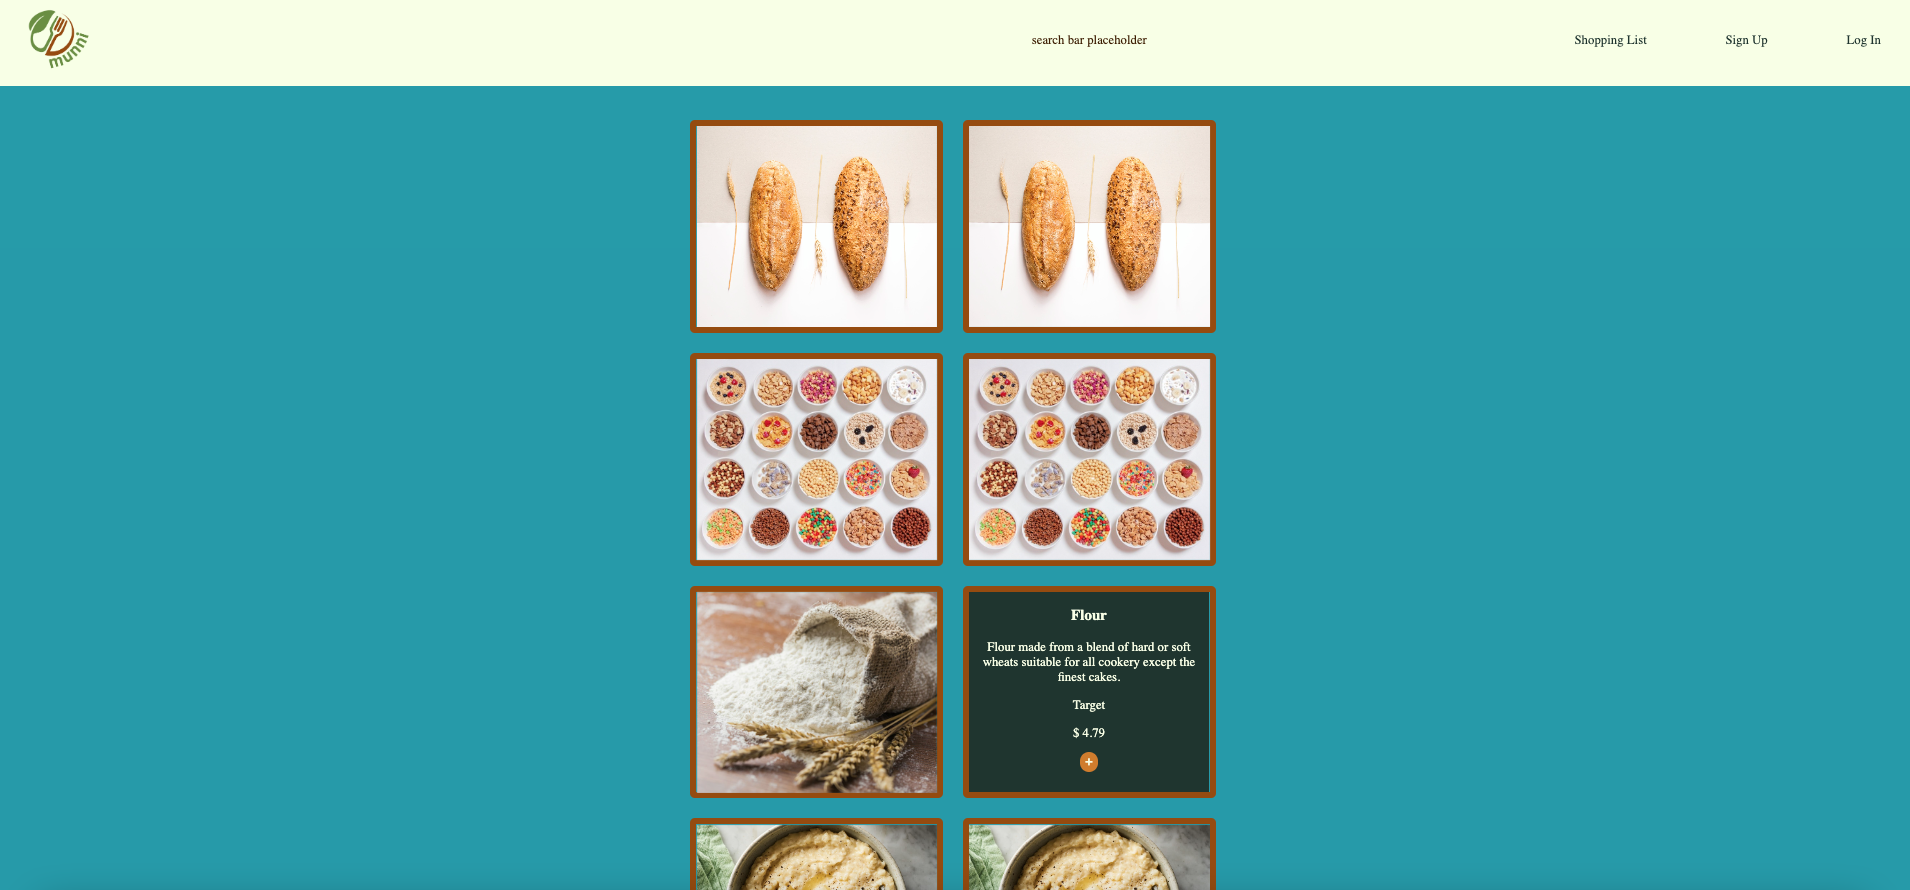 munni
search bar placeholder
Shopping List
Sign Up
Log In
Flour
Flour made from a blend of hard or soft
wheats suitable for all cookery except the
finest cakes.
Target
$ 4.79
+